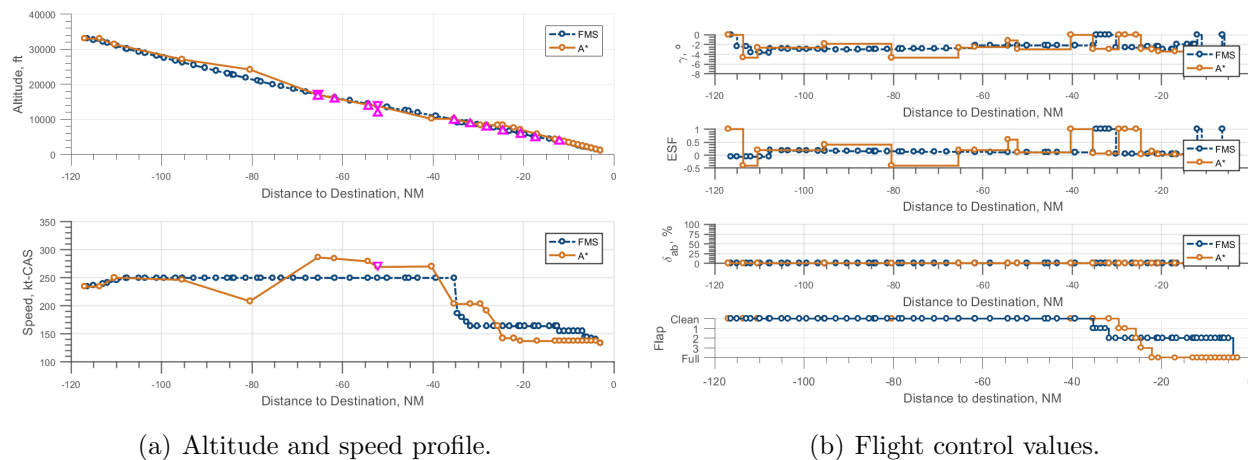 40000
30000
20000
10000
0
Altitude, ft
FMS
A*
-120 -100 -80 -60 -40 -20 0
Distance to Destination, NM
350
300
250
200
150
100
Speed, kt-CAS
FMS
A*
-120 -100 -80 -60 -40 -20 0
Distance to Destination, NM
(a) Altitude and speed profile.
0
-2
-4
-6
-8
γ, °
FMS
A*
-120 -100 -80 -60 -40 -20
Distance to Destination, NM
1.0
0.5
0
-0.5
ESF
FMS
A*
-120 -100 -80 -60 -40 -20
Distance to Destination, NM
100
75
50
25
0
δab, %
FMS
A*
-120 -100 -80 -60 -40 -20
Distance to Destination, NM
Clean
1
2
3
Full
Flap
-120 -100 -80 -60 -40 -20
Distance to destination, NM
(b) Flight control values.